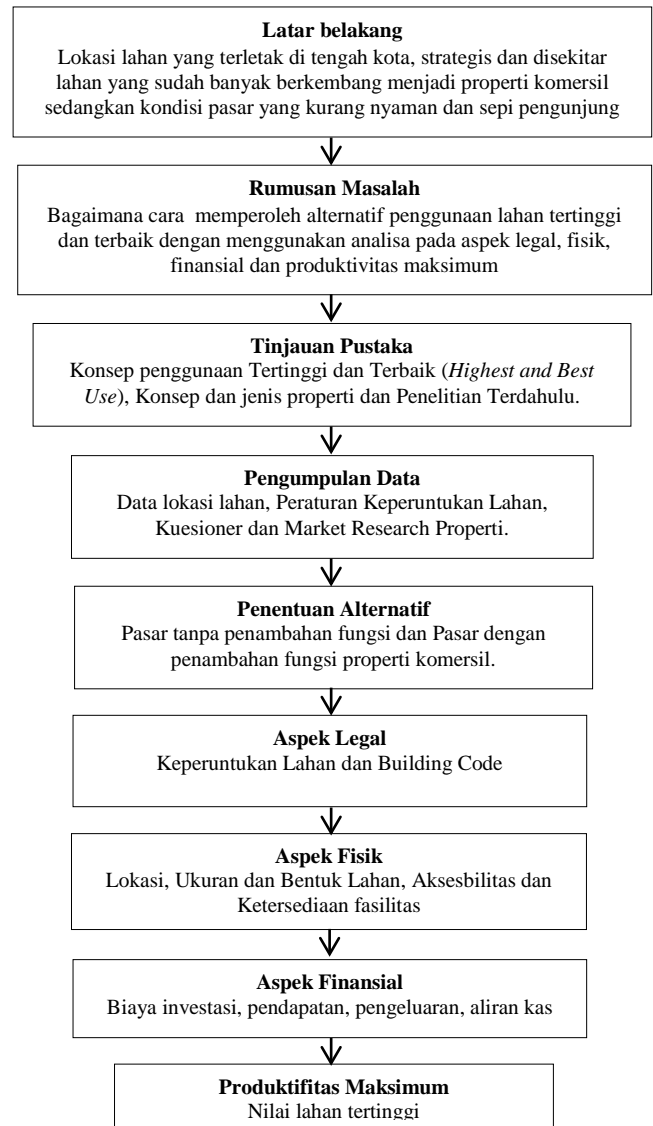 Latar belakang
Lokasi lahan yang terletak di tengah kota, strategis dan disekitar
lahan yang sudah banyak berkembang menjadi properti komersil
sedangkan kondisi pasar yang kurang nyaman dan sepi pengunjung
Rumusan Masalah
Bagaimana cara memperoleh alternatif penggunaan lahan tertinggi
dan terbaik dengan menggunakan analisa pada aspek legal, fisik,
finansial dan produktivitas maksimum
Tinjauan Pustaka
Konsep penggunaan Tertinggi dan Terbaik (Highest and Best
Use), Konsep dan jenis properti dan Penelitian Terdahulu.
Pengumpulan Data
Data lokasi lahan, Peraturan Keperuntukan Lahan,
Kuesioner dan Market Research Properti.
Penentuan Alternatif
Pasar tanpa penambahan fungsi dan Pasar dengan
penambahan fungsi properti komersil.
Aspek Legal
Keperuntukan Lahan dan Building Code
Aspek Fisik
Lokasi, Ukuran dan Bentuk Lahan, Aksesbilitas dan
Ketersediaan fasilitas
Aspek Finansial
Biaya investasi, pendapatan, pengeluaran, aliran kas
Produktifitas Maksimum
Nilai lahan tertinggi